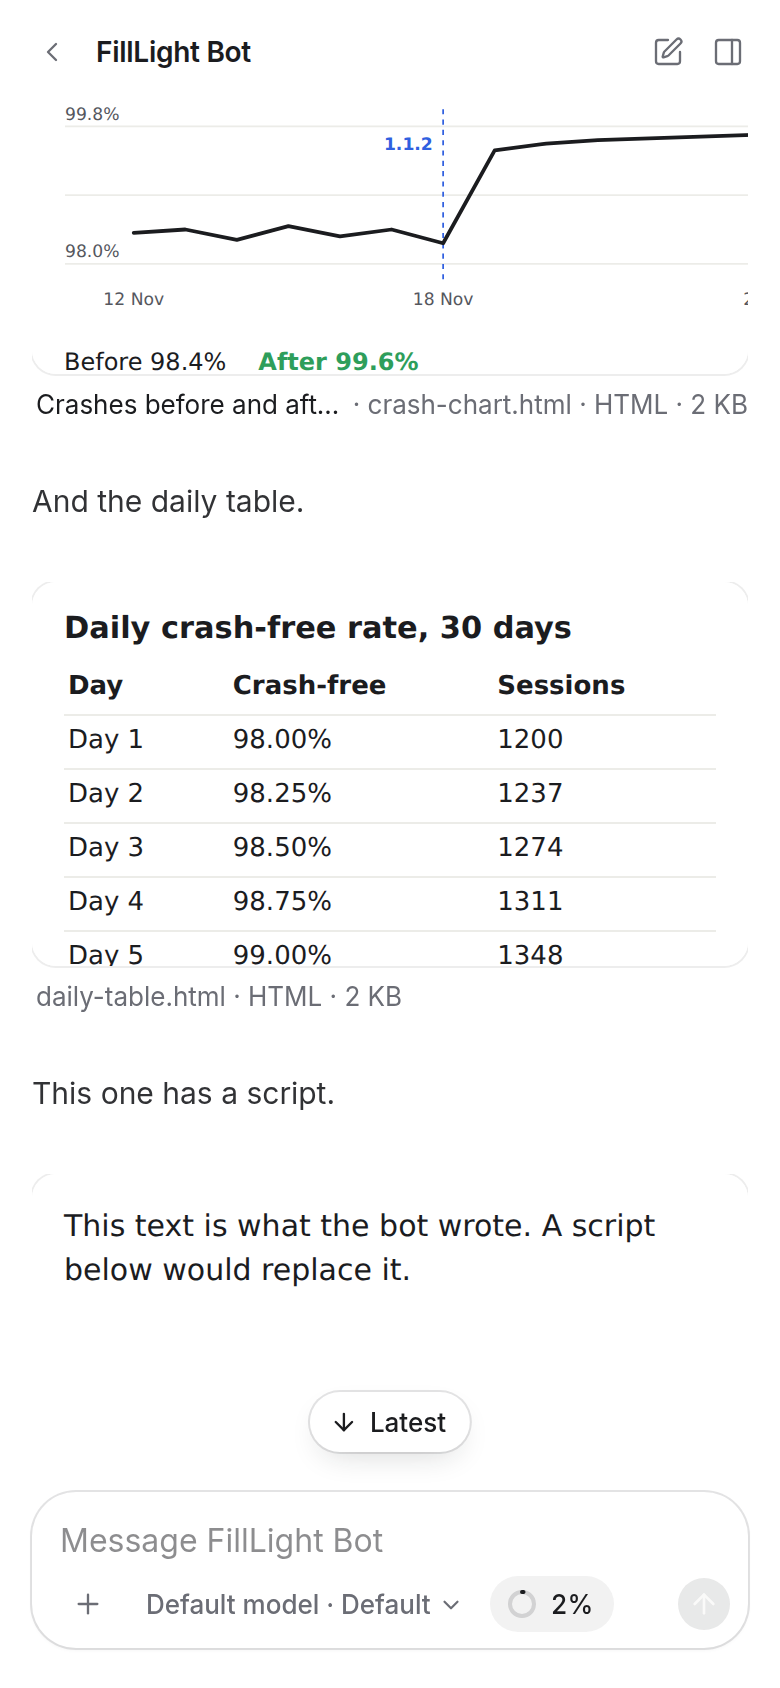 FillLight Bot
99.8%
1.1.2
98.0%
12 Nov 18 Nov
Before 98.4% After 99.6%
Crashes before and aft... · crash-chart.html · HTML · 2 KB
And the daily table.
Daily crash-free rate, 30 days
Day Crash-free Sessions
Day 1 98.00% 1200
Day 2 98.25% 1237
Day 3 98.50% 1274
Day 4 98.75% 1311
Day 5 99.00% 1348
daily-table.html · HTML · 2 KB
This one has a script.
This text is what the bot wrote. A script
below would replace it.
Latest
Message FillLight Bot
Default model · Default 2%